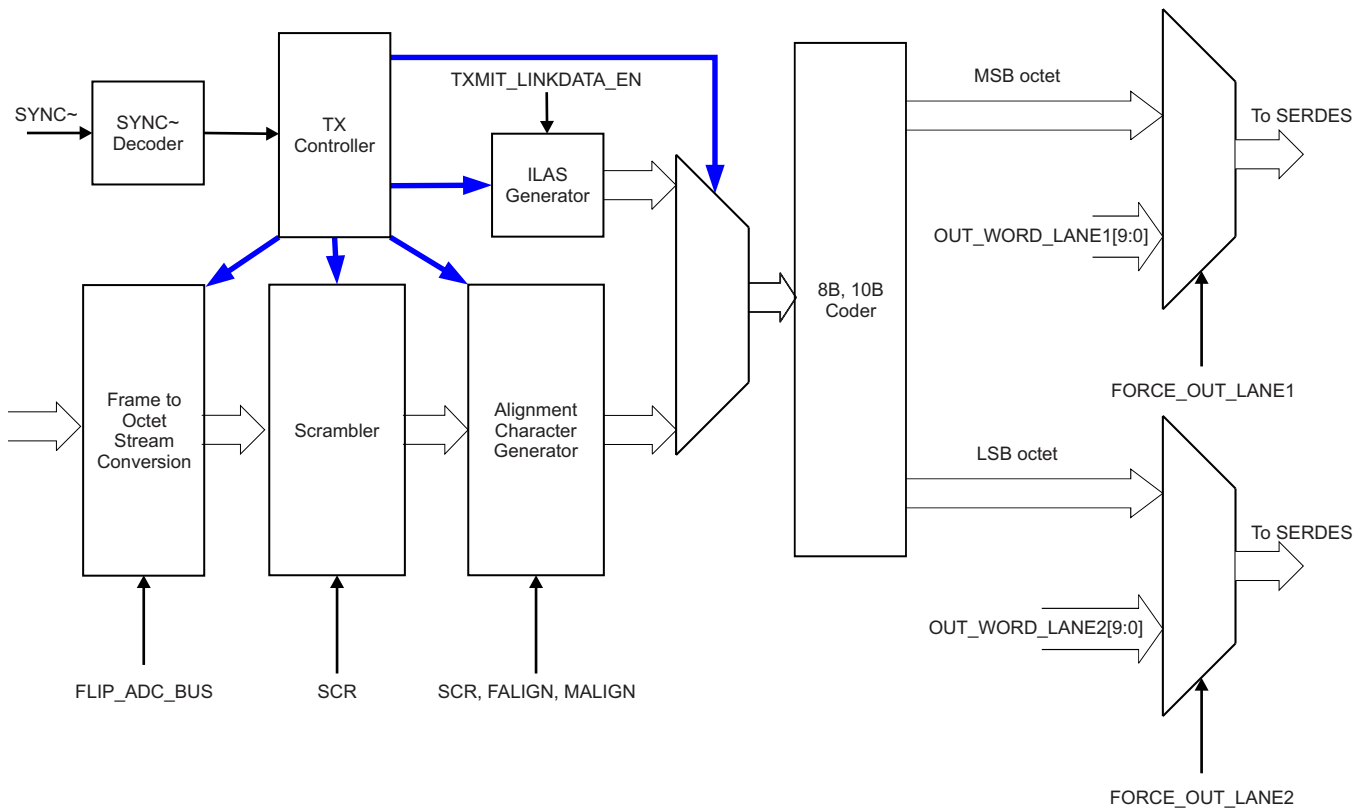 SYNC~
SYNC~
Decoder
TX
Controller
TXMIT_LINKDATA_EN
ILAS
Generator
Frame to
Octet
Stream
Conversion
Scrambler
Alignment
Character
Generator
FLIP_ADC_BUS
SCR
SCR, FALIGN, MALIGN
8B, 10B
Coder
MSB octet
To SERDES
OUT_WORD_LANE1[9:0]
FORCE_OUT_LANE1
LSB octet
To SERDES
OUT_WORD_LANE2[9:0]
FORCE_OUT_LANE2